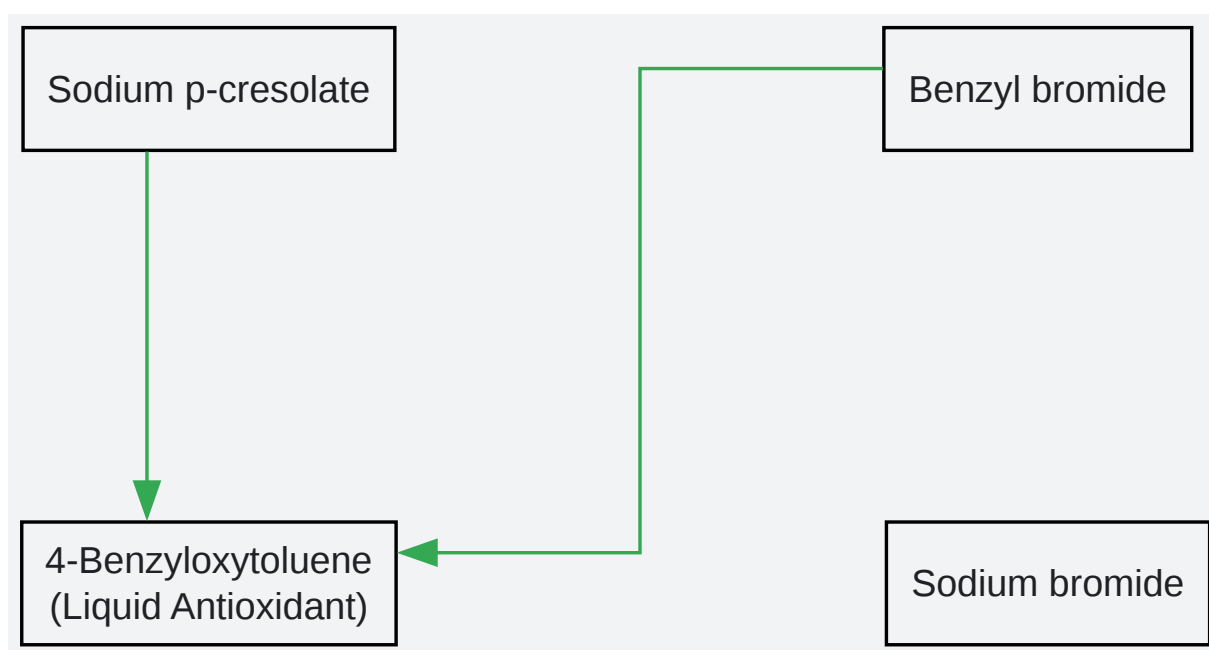 Sodium p-cresolate
Benzyl bromide
4-Benzyloxytoluene
(Liquid Antioxidant)
Sodium bromide